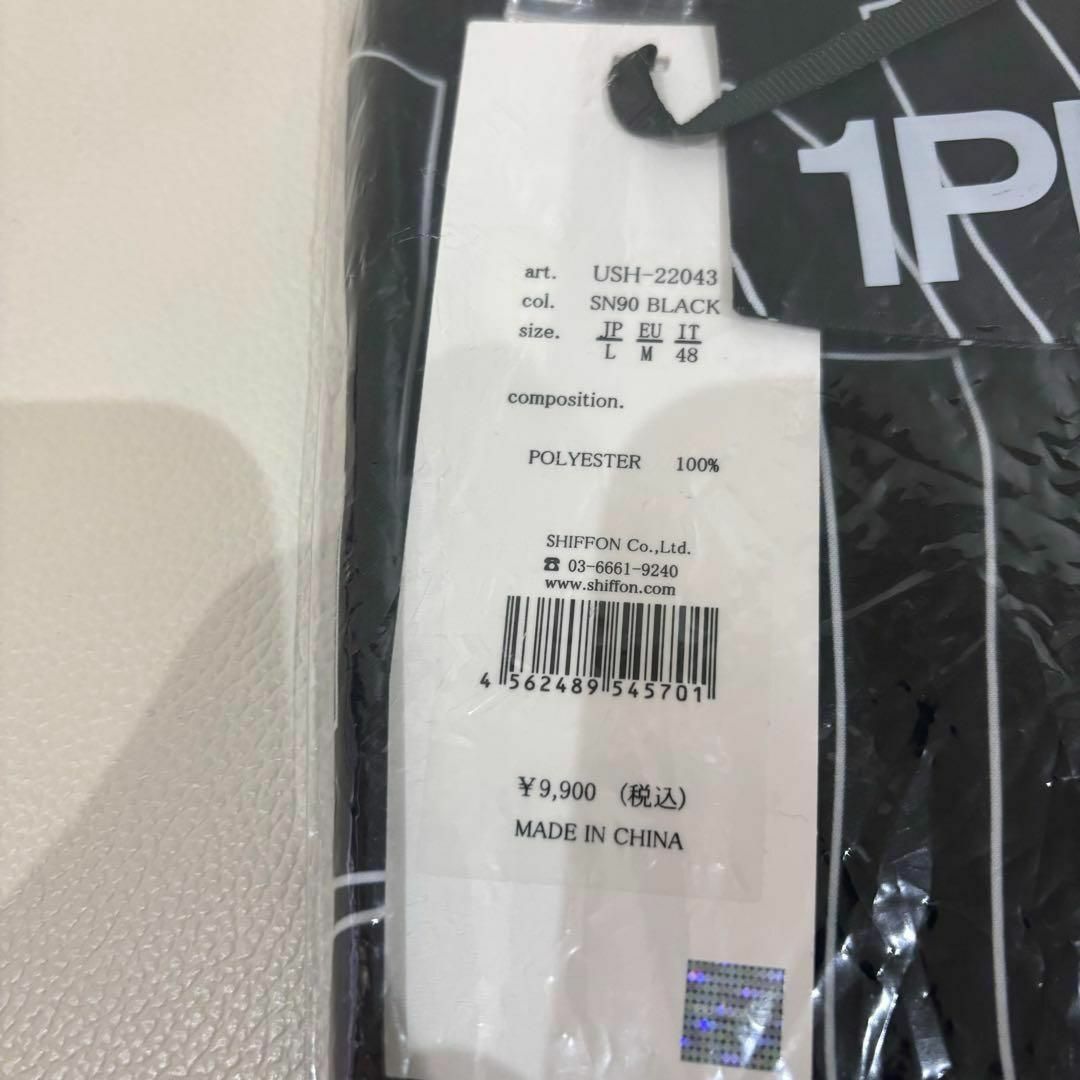 1P
art. USH-22043
col. SN90 BLACK
size. JP EU IT
L M 48
composition.
POLYESTER 100%
SHIFFON Co.,Ltd.
☎ 03-6661-9240
www.shiffon.com
4 562489 545701
￥9,900 （税込）
MADE IN CHINA